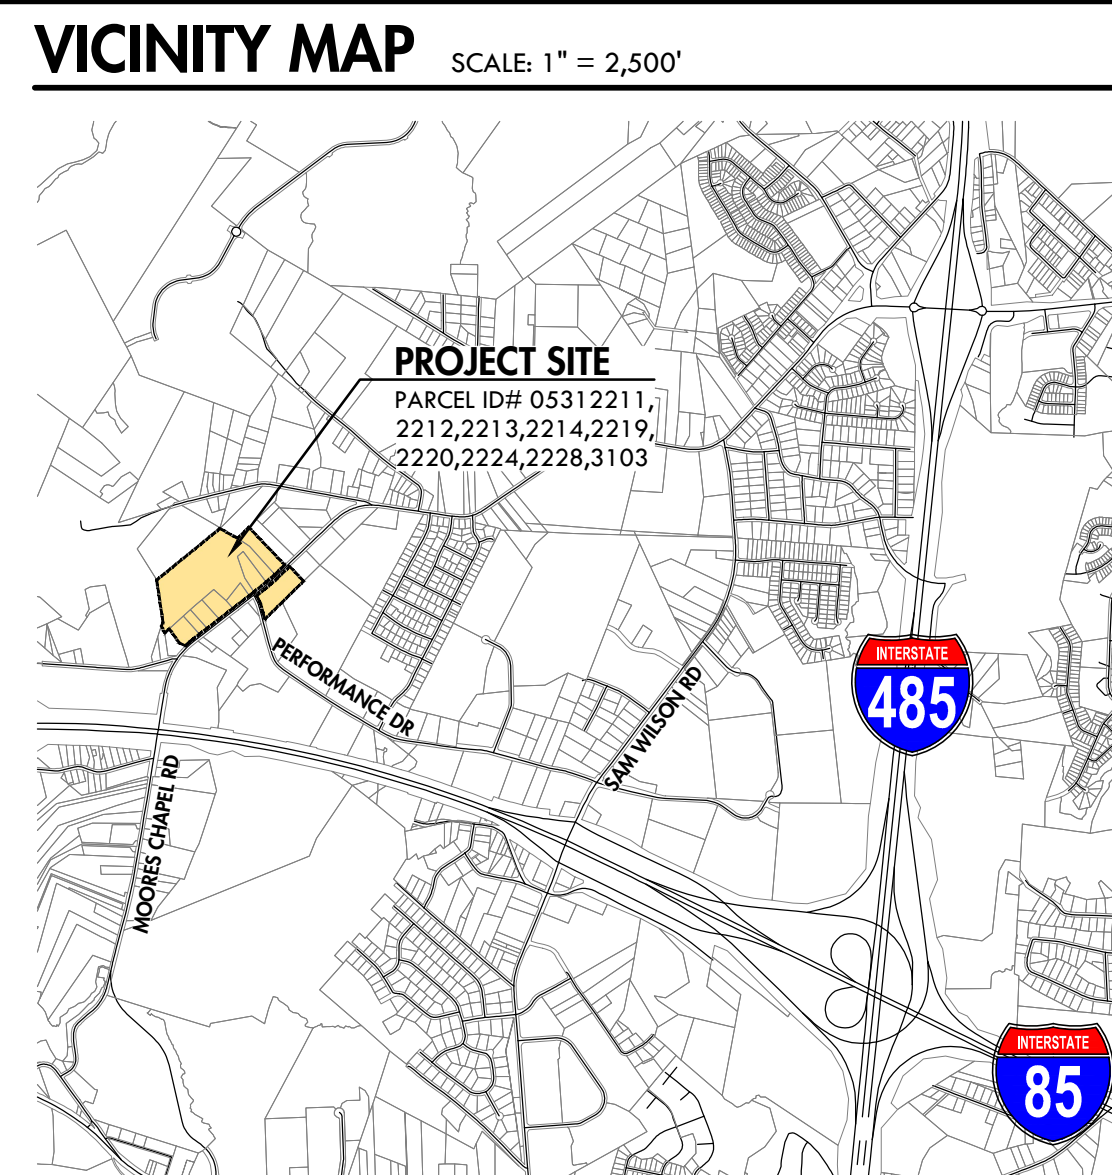 VICINITY MAP SCALE: 1" = 2,500'
PROJECT SITE
PARCEL ID# 05312211,
2212,2213,2214,2219,
2220,2224,2228,3103
PERFORMANCE DR
SAM WILSON RD
MOORES CHAPEL RD
INTERSTATE
485
INTERSTATE
85